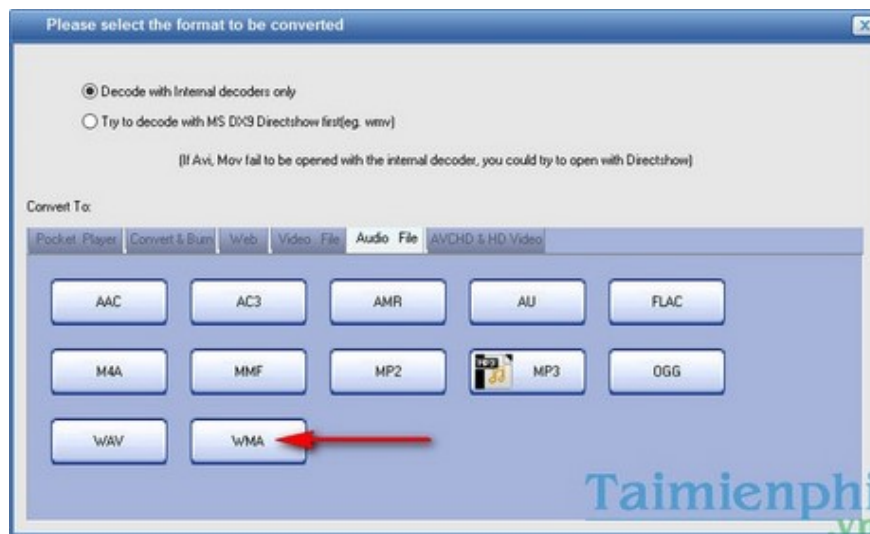 Please select the format to be converted
Decode with Internal decoders only
Try to decode with MS DX9 Directshow first(eg. wmv)
(If Avi, Mov fail to be opened with the internal decoder, you could try to open with Directshow)
Convert To:
Pocket Player Convert & Burn Web Video File Audio File AVCHD & HD Video
AAC AC3 AMR AU FLAC
M4A MMF MP2 MP3 MP3 OGG
WAV WMA
Taimienphi
.vn